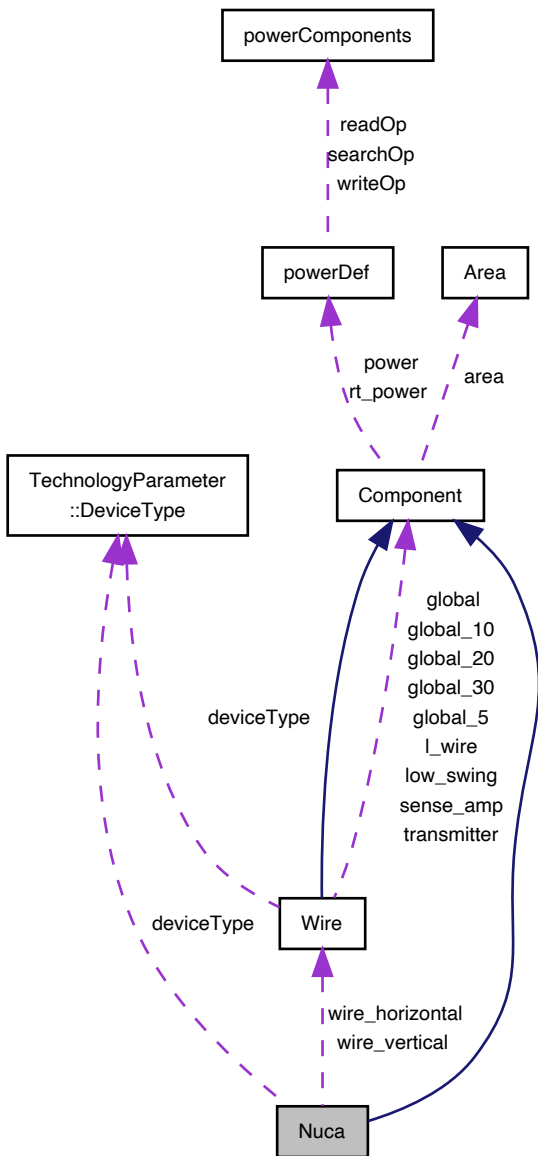 powerComponents
readOp
searchOp
writeOp
powerDef
Area
power
rt_power
area
TechnologyParameter
::DeviceType
Component
global
global_10
global_20
global_30
global_5
l_wire
low_swing
sense_amp
transmitter
deviceType
deviceType
Wire
wire_horizontal
wire_vertical
Nuca